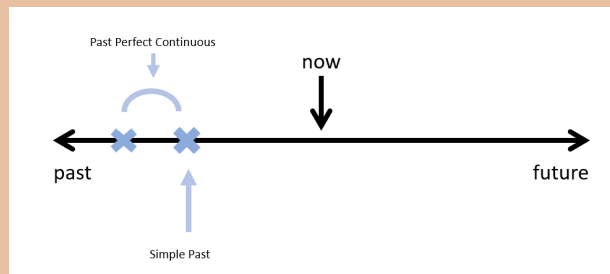 Past Perfect Continuous
now
past
future
Simple Past